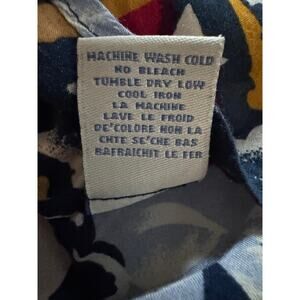 MACHINE WASH COLD
NO BLEACH
TUMBLE DRY LOW
COOL IRON
LA MACHINE
LAVE LE FROID
DE'COLORE NON LA
CHTE SE'CHE BAS
RAFRAICHIT LE FER